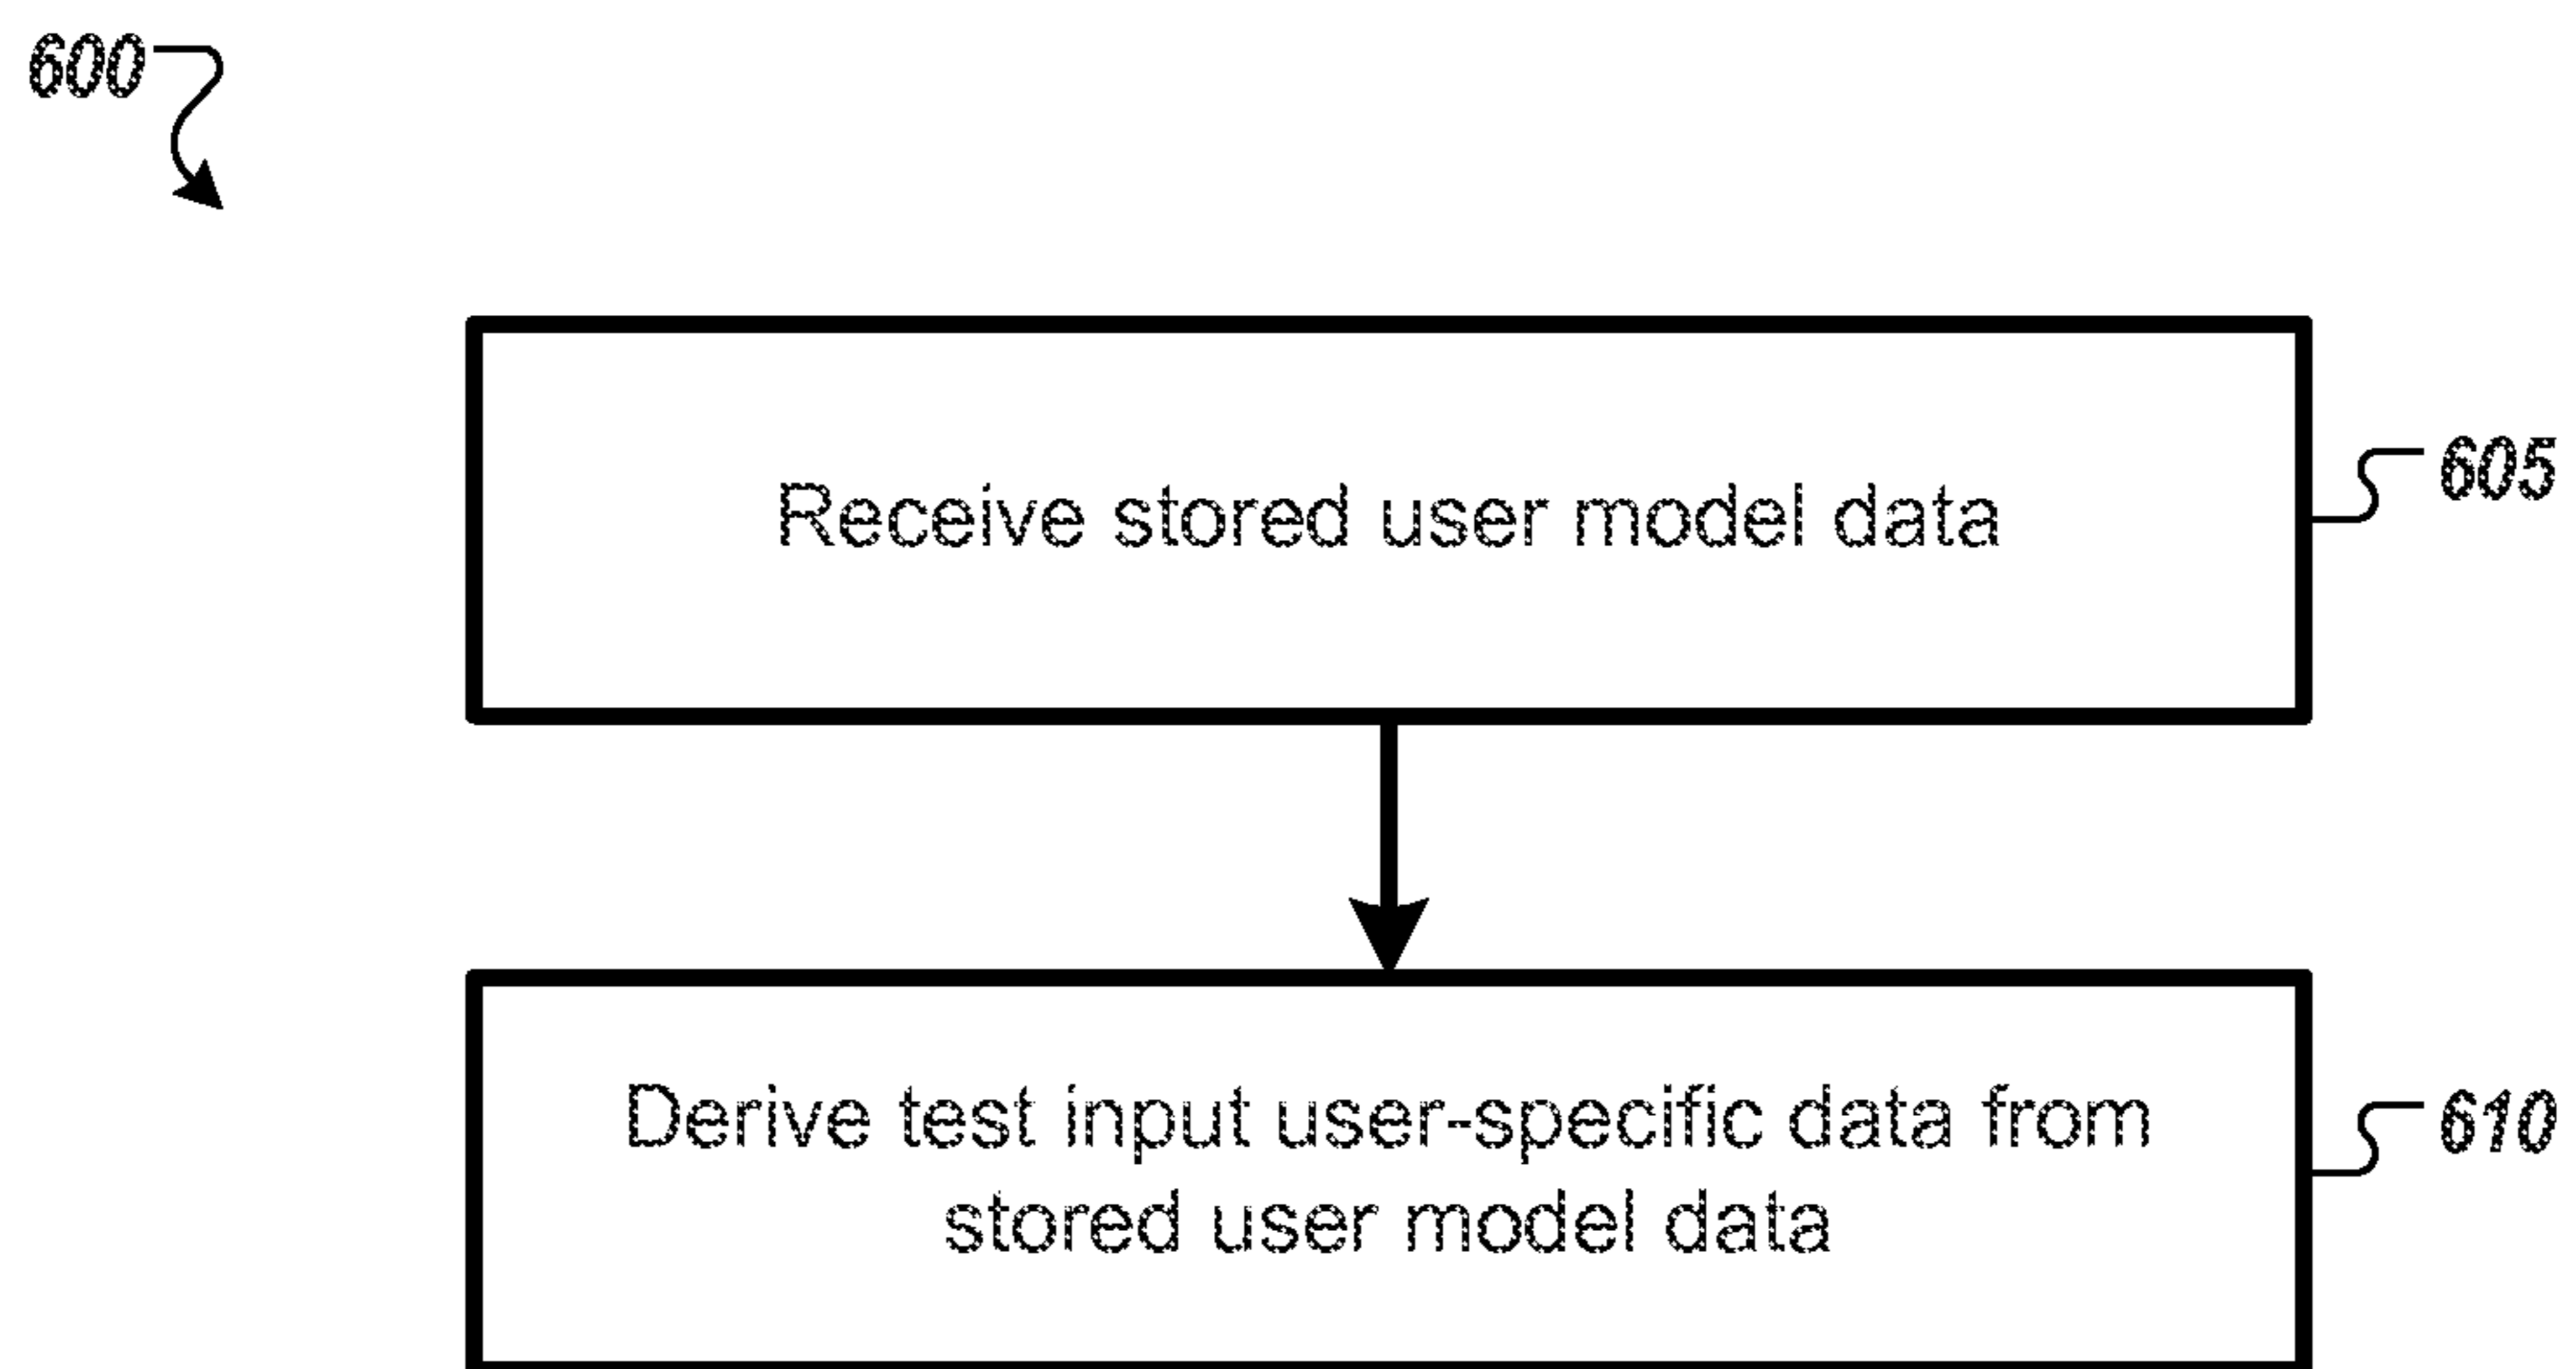 600
Receive stored user model data
605
Derive test input user-specific data from
stored user model data
610